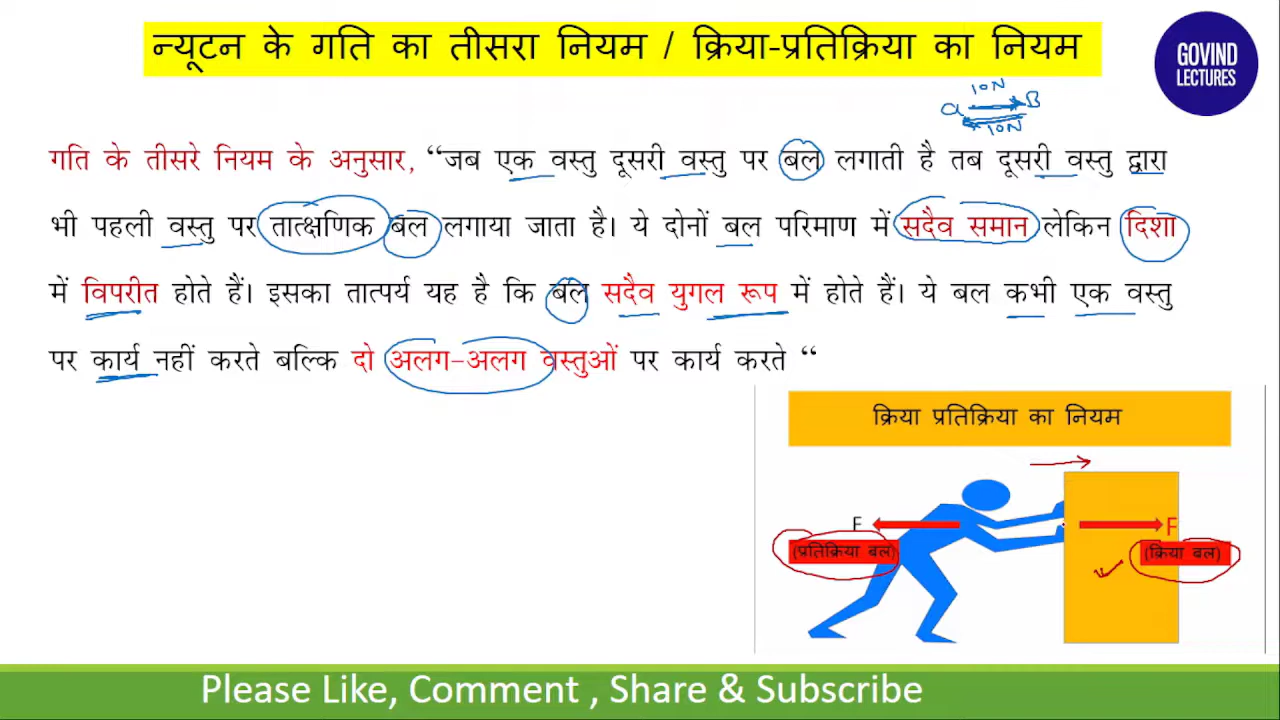 न्यूटन के गति का तीसरा नियम / क्रिया-प्रतिक्रिया का नियम
GOVIND
LECTURES
10N
a B
10N
गति के तीसरे नियम के अनुसार, “जब एक वस्तु दूसरी वस्तु पर बल लगाती है तब दूसरी वस्तु द्वारा
भी पहली वस्तु पर तात्क्षणिक बल लगाया जाता है। ये दोनों बल परिमाण में सदैव समान लेकिन दिशा
में विपरीत होते हैं। इसका तात्पर्य यह है कि बल सदैव युगल रूप में होते हैं। ये बल कभी एक वस्तु
पर कार्य नहीं करते बल्कि दो अलग-अलग वस्तुओं पर कार्य करते “
क्रिया प्रतिक्रिया का नियम
F F
(प्रतिक्रिया बल) (क्रिया बल)
Please Like, Comment , Share & Subscribe